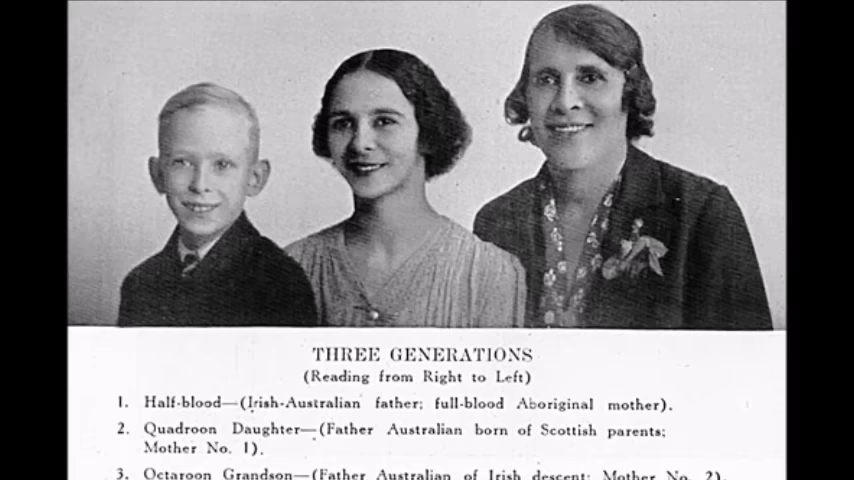 THREE GENERATIONS
(Reading from Right to Left)
1. Half-blood—(Irish-Australian father; full-blood Aboriginal mother).
2. Quadroon Daughter—(Father Australian born of Scottish parents;
Mother No. 1).
3. Octaroon Grandson—(Father Australian of Irish descent; Mother No. 2).